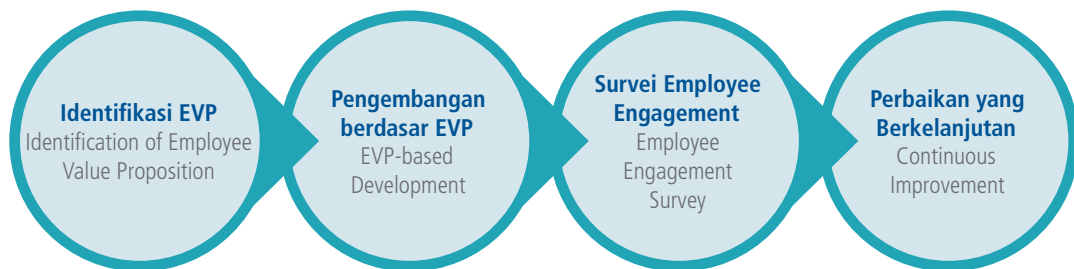 Identifikasi EVP
Identification of Employee
Value Proposition
Pengembangan
berdasar EVP
EVP-based
Development
Survei Employee
Engagement
Employee
Engagement
Survey
Perbaikan yang
Berkelanjutan
Continuous
Improvement